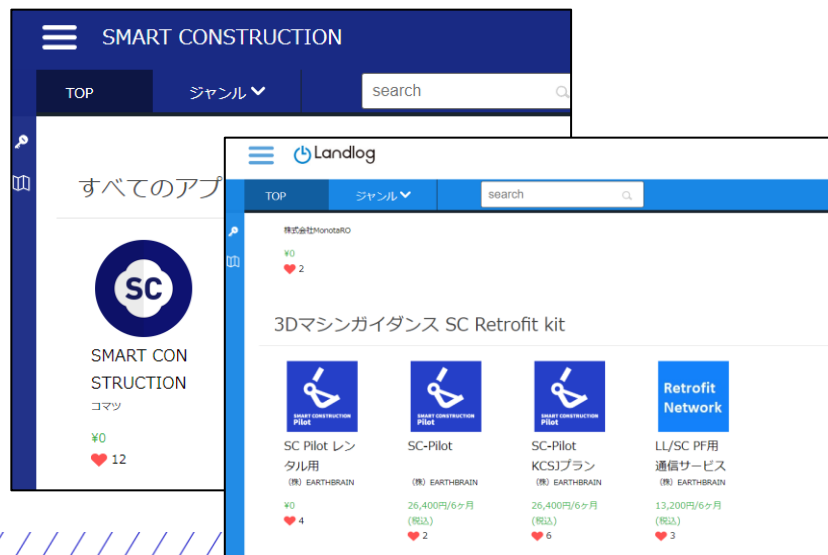 SMART CONSTRUCTION
TOP
ジャンル
search
すべてのアプ
SC
SMART CON
STRUCTION
コマツ
¥0
12
Landlog
TOP
ジャンル
search
株式会社MonotaRO
¥0
2
3Dマシンガイダンス SC Retrofit kit
SMART CONSTRUCTION
Pilot
SC Pilot レン
タル用
（株）EARTHBRAIN
¥0
4
SMART CONSTRUCTION
Pilot
SC-Pilot
（株）EARTHBRAIN
26,400円/6ヶ月
(税込)
2
SMART CONSTRUCTION
Pilot
SC-Pilot
KCSJプラン
（株）EARTHBRAIN
26,400円/6ヶ月
(税込)
6
Retrofit
Network
LL/SC PF用
通信サービス
（株）EARTHBRAIN
13,200円/6ヶ月
(税込)
3